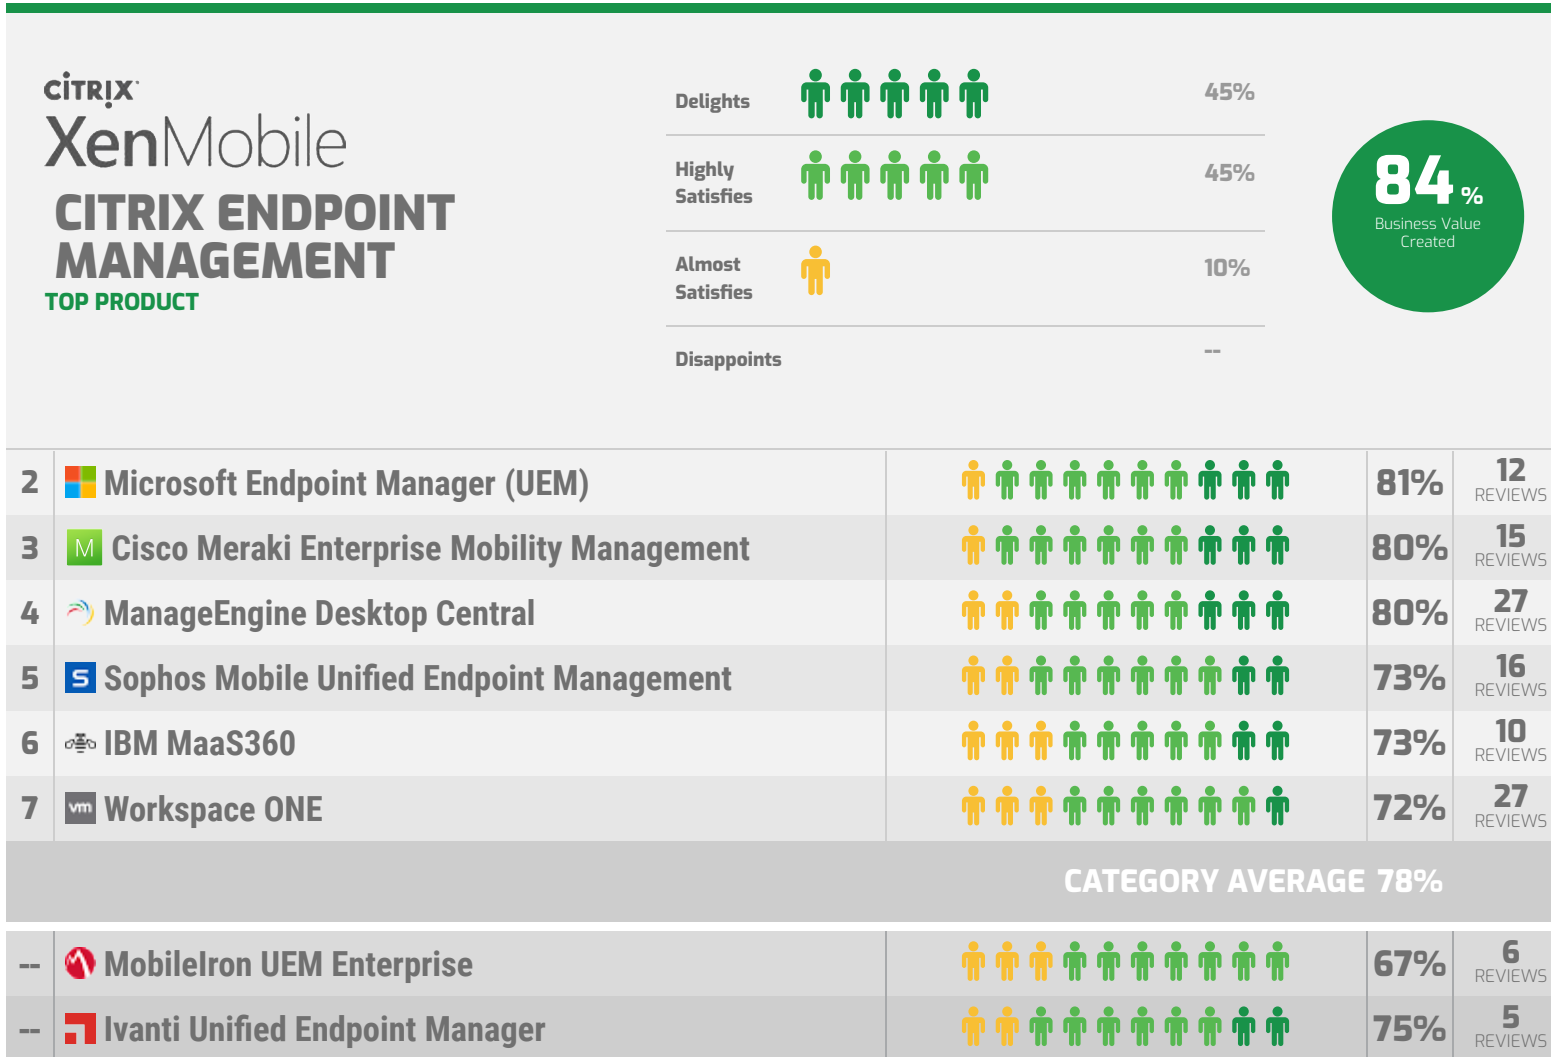 CİTRIX
XenMobile
CITRIX ENDPOINT
MANAGEMENT
TOP PRODUCT
Delights 45%
Highly
Satisfies 45%
Almost
Satisfies 10%
Disappoints --
84%
Business Value
Created
2 Microsoft Endpoint Manager (UEM) 81% 12
REVIEWS
3 M Cisco Meraki Enterprise Mobility Management 80% 15
REVIEWS
4 ManageEngine Desktop Central 80% 27
REVIEWS
5 S Sophos Mobile Unified Endpoint Management 73% 16
REVIEWS
6 IBM MaaS360 73% 10
REVIEWS
7 vm Workspace ONE 72% 27
REVIEWS
CATEGORY AVERAGE 78%
-- MobileIron UEM Enterprise 67% 6
REVIEWS
-- Ivanti Unified Endpoint Manager 75% 5
REVIEWS